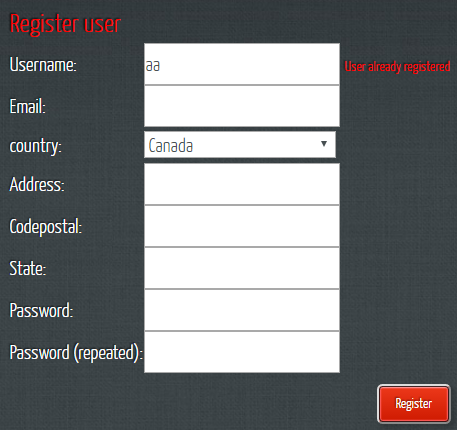 Register user
Username: aa User already registered
Email:
country: Canada
Address:
Codepostal:
State:
Password:
Password (repeated):
Register